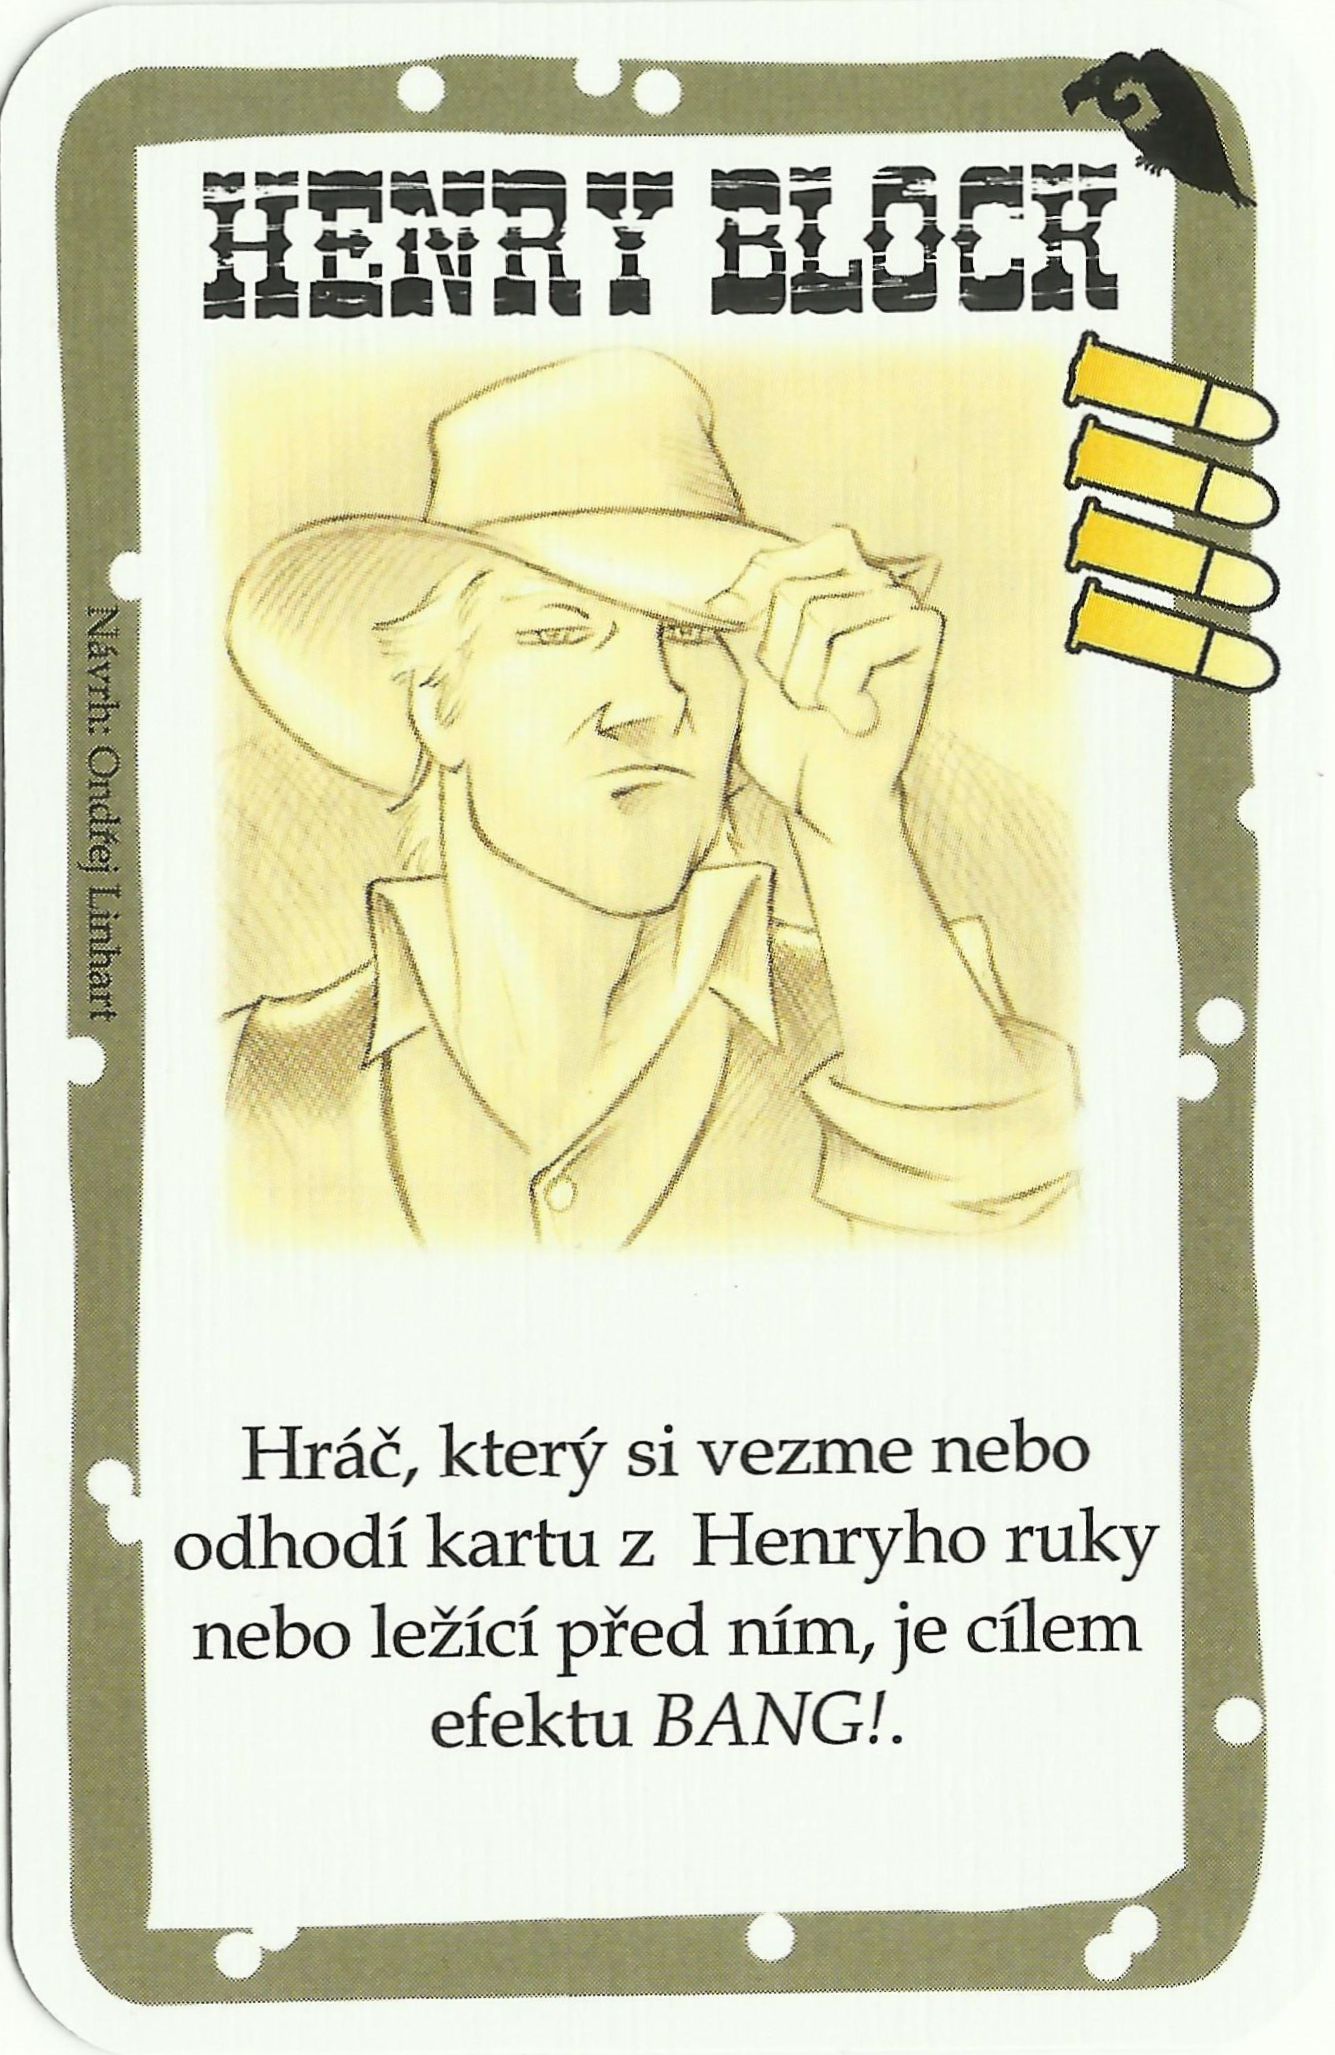 HENRY BLOCK
Návrh: Ondřej Linhart
Hráč, který si vezme nebo
odhodí kartu z Henryho ruky
nebo ležící před ním, je cílem
efektu BANG!.